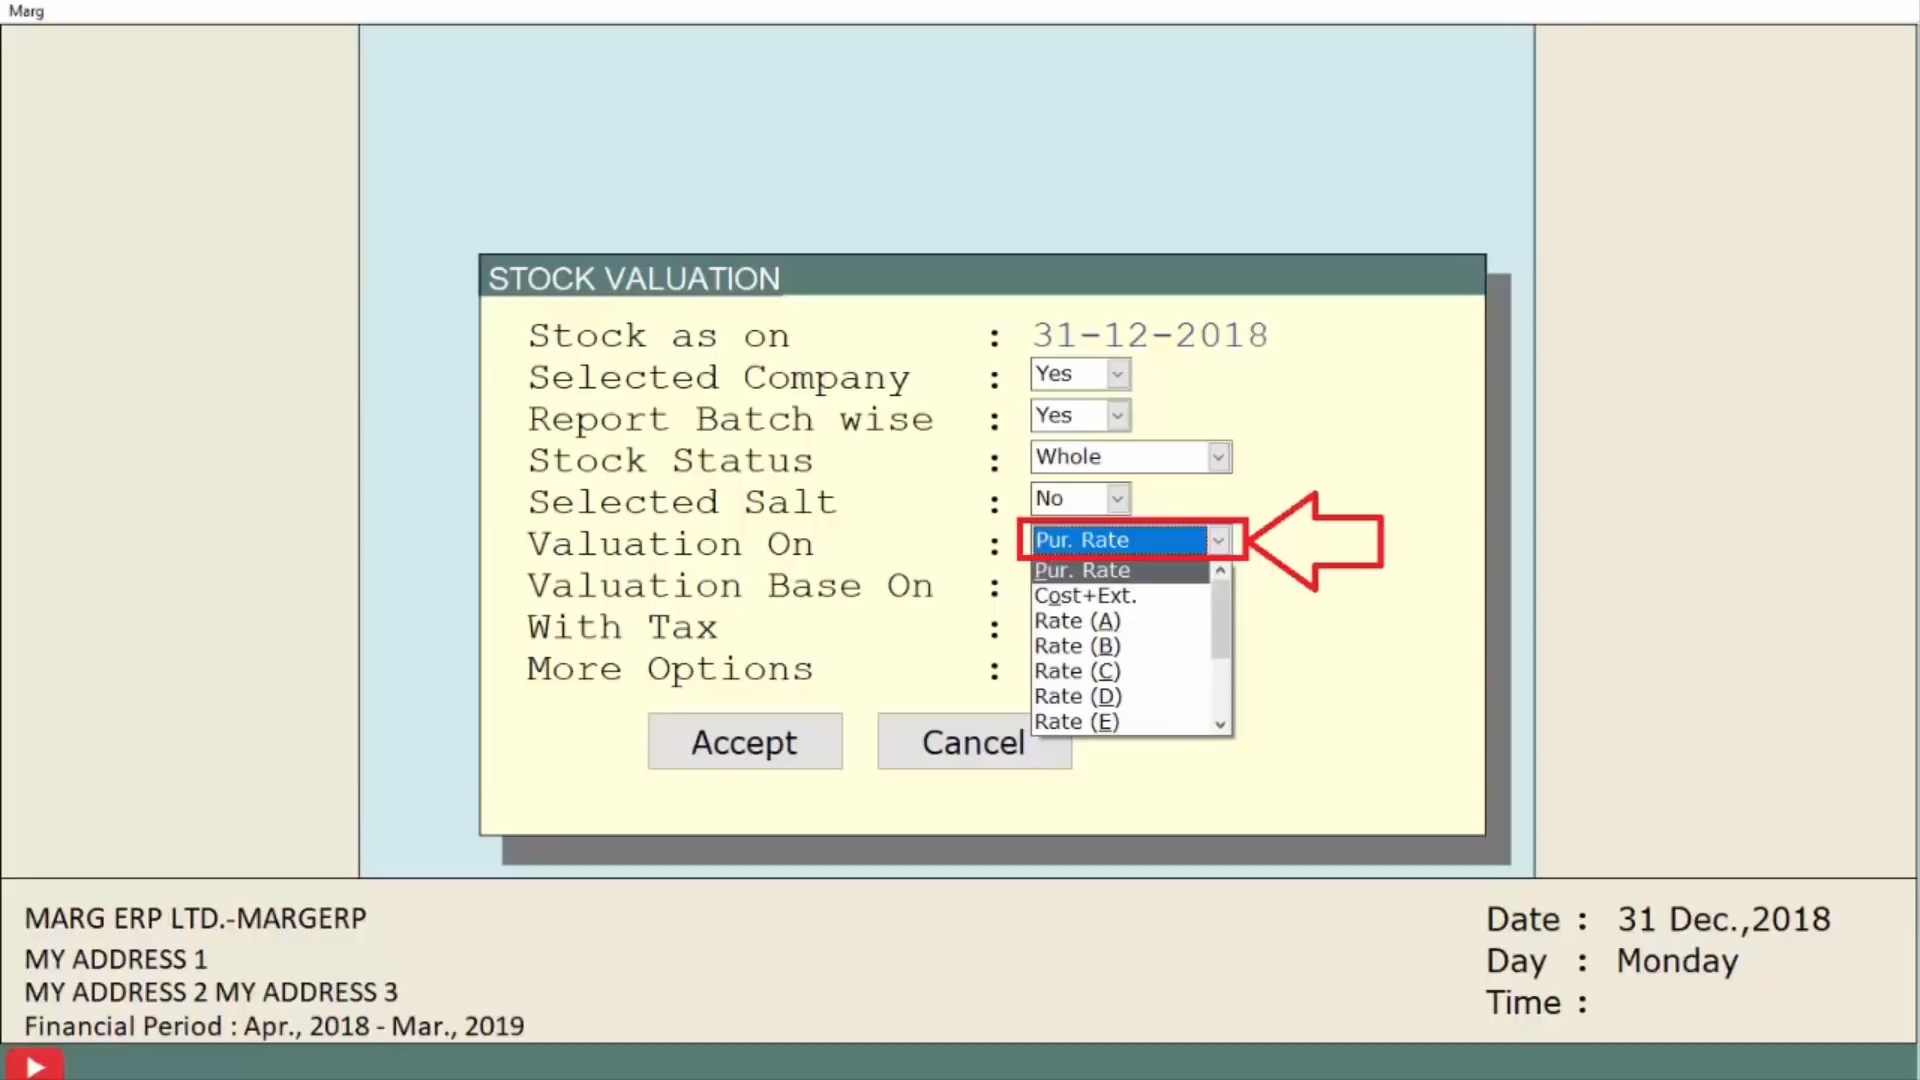 Marg
STOCK VALUATION
Stock as on : 31-12-2018
Selected Company : Yes
Report Batch wise : Yes
Stock Status : Whole
Selected Salt : No
Valuation On : Pur. Rate
Pur. Rate
Valuation Base On :
Cost+Ext.
Rate (A)
With Tax :
Rate (B)
More Options :
Rate (C)
Rate (D)
Rate (E)
Accept Cancel
MARG ERP LTD.-MARGERP
MY ADDRESS 1
MY ADDRESS 2 MY ADDRESS 3
Financial Period : Apr., 2018 - Mar., 2019
Date : 31 Dec.,2018
Day : Monday
Time :